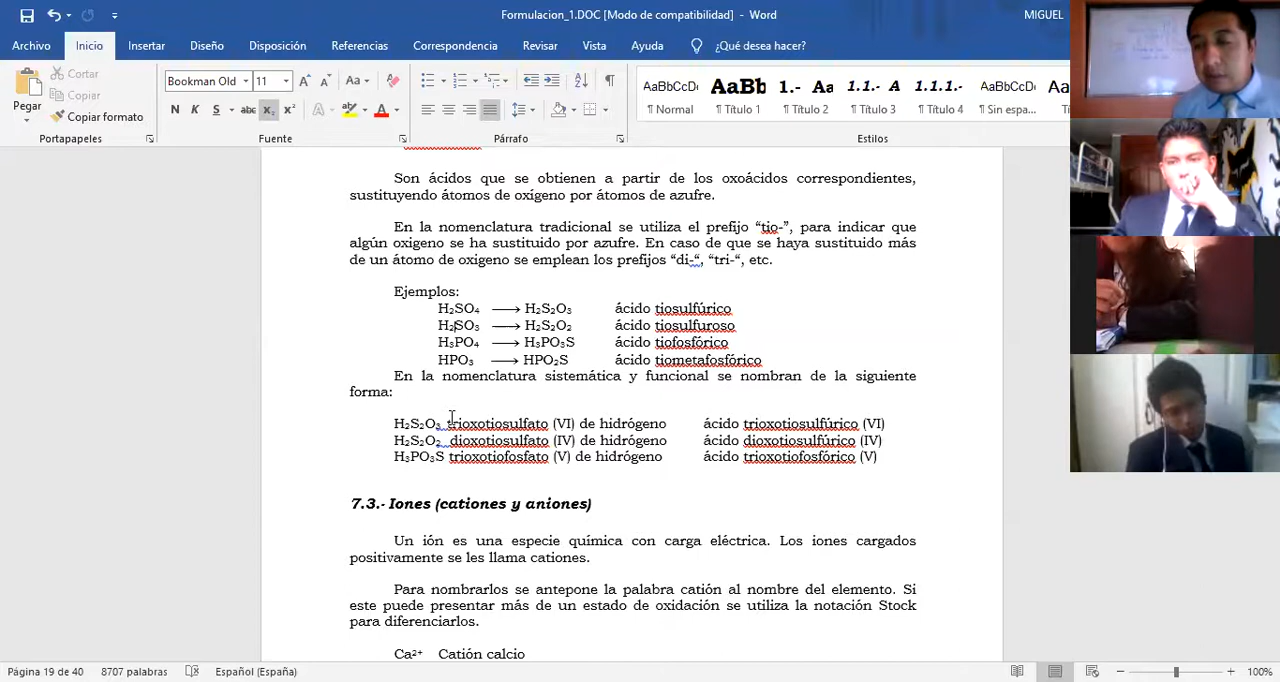 Formulacion_1.DOC [Modo de compatibilidad] - Word
MIGUEL
Archivo Inicio Insertar Diseño Disposición Referencias Correspondencia Revisar Vista Ayuda ¿Qué desea hacer?
Pegar
Cortar
Copiar
Copiar formato
Portapapeles
Bookman Old 11
N K S abc x₂ x²
Fuente
Párrafo
AaBbCcDc AaBb 1.- Aa 1.1.- A 1.1.1.- AaBbCcDc Aa
¶ Normal ¶ Título 1 ¶ Título 2 ¶ Título 3 ¶ Título 4 ¶ Sin espa...
Estilos
Son ácidos que se obtienen a partir de los oxoácidos correspondientes,
sustituyendo átomos de oxígeno por átomos de azufre.
En la nomenclatura tradicional se utiliza el prefijo “tio-”, para indicar que
algún oxigeno se ha sustituido por azufre. En caso de que se haya sustituido más
de un átomo de oxigeno se emplean los prefijos “di-“, “tri-“, etc.
Ejemplos:
H₂SO₄ ⟶ H₂S₂O₃ ácido tiosulfúrico
H₂SO₃ ⟶ H₂S₂O₂ ácido tiosulfuroso
H₃PO₄ ⟶ H₃PO₃S ácido tiofosfórico
HPO₃ ⟶ HPO₂S ácido tiometafosfórico
En la nomenclatura sistemática y funcional se nombran de la siguiente
forma:
H₂S₂O₃ trioxotiosulfato (VI) de hidrógeno ácido trioxotiosulfúrico (VI)
H₂S₂O₂ dioxotiosulfato (IV) de hidrógeno ácido dioxotiosulfúrico (IV)
H₃PO₃S trioxotiofosfato (V) de hidrógeno ácido trioxotiofosfórico (V)
7.3.- Iones (cationes y aniones)
Un ión es una especie química con carga eléctrica. Los iones cargados
positivamente se les llama cationes.
Para nombrarlos se antepone la palabra catión al nombre del elemento. Si
este puede presentar más de un estado de oxidación se utiliza la notación Stock
para diferenciarlos.
Ca²⁺ Catión calcio
Página 19 de 40 8707 palabras Español (España) 100%